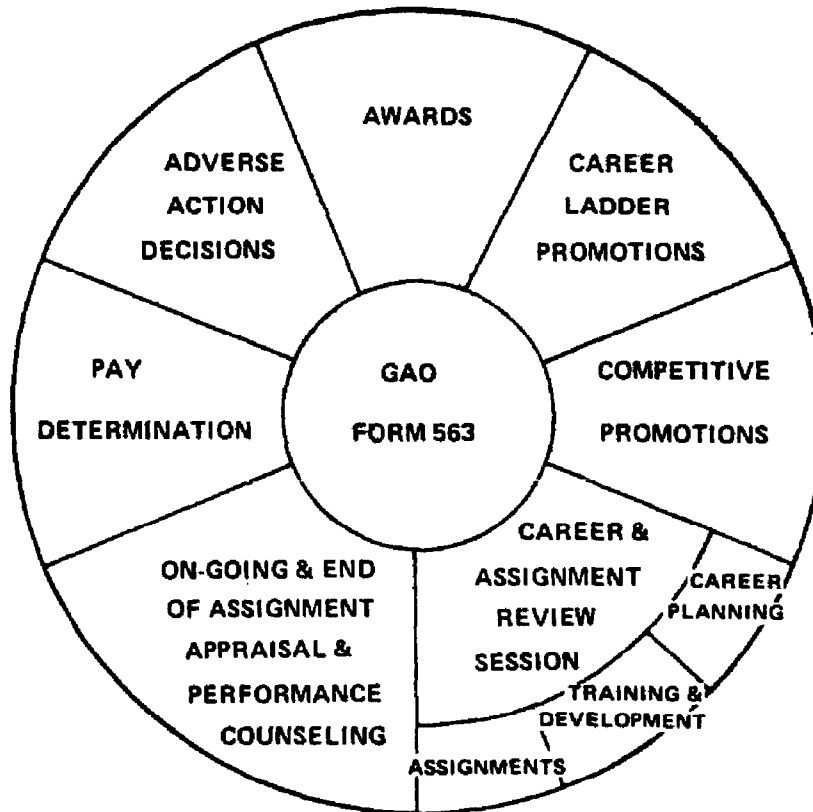 AWARDS
CAREER
LADDER
PROMOTIONS
COMPETITIVE
PROMOTIONS
CAREER &
ASSIGNMENT
REVIEW
SESSION
CAREER
PLANNING
TRAINING &
DEVELOPMENT
ASSIGNMENTS
ON-GOING & END
OF ASSIGNMENT
APPRAISAL &
PERFORMANCE
COUNSELING
PAY
DETERMINATION
ADVERSE
ACTION
DECISIONS
GAO
FORM 563